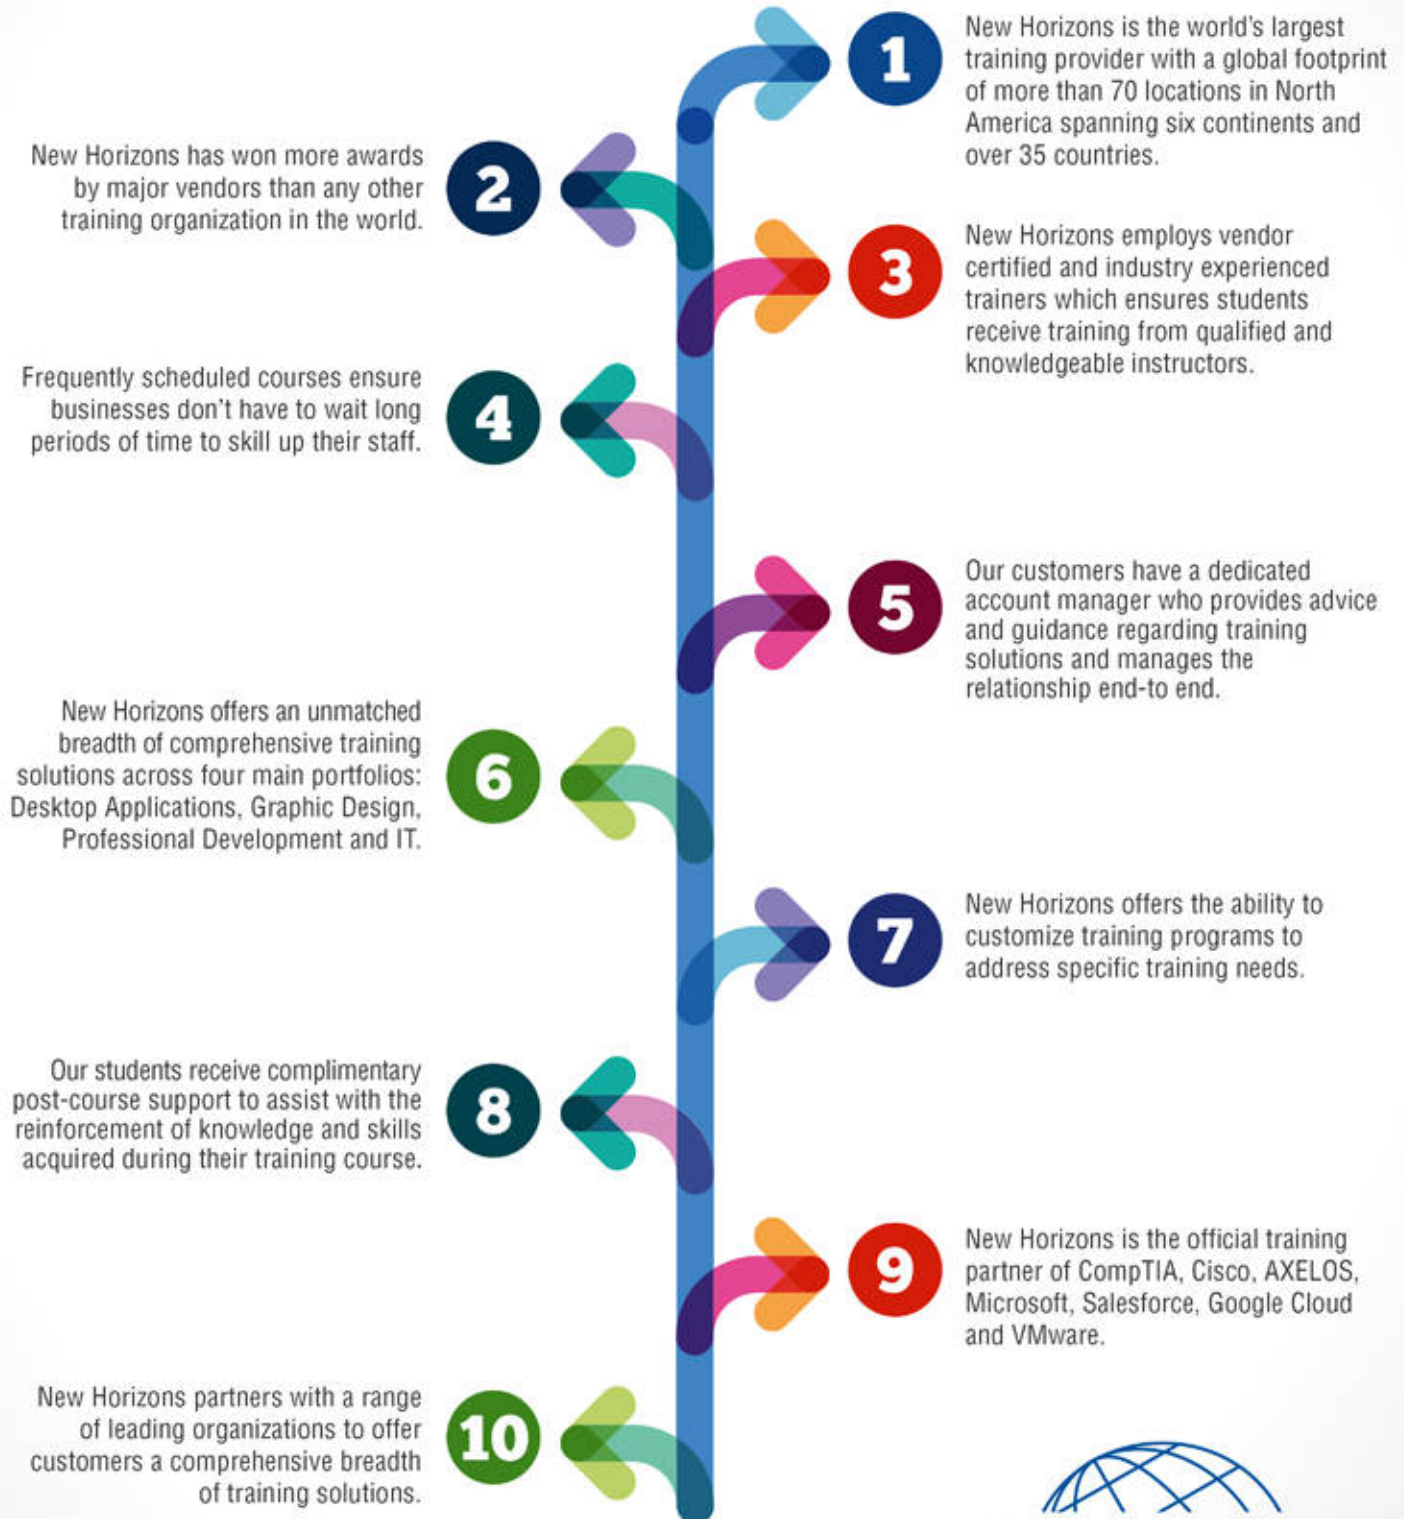 1
New Horizons is the world's largest
training provider with a global footprint
of more than 70 locations in North
America spanning six continents and
over 35 countries.
New Horizons has won more awards
by major vendors than any other
training organization in the world.
2
3
New Horizons employs vendor
certified and industry experienced
trainers which ensures students
receive training from qualified and
knowledgeable instructors.
Frequently scheduled courses ensure
businesses don't have to wait long
periods of time to skill up their staff.
4
5
Our customers have a dedicated
account manager who provides advice
and guidance regarding training
solutions and manages the
relationship end-to end.
New Horizons offers an unmatched
breadth of comprehensive training
solutions across four main portfolios:
Desktop Applications, Graphic Design,
Professional Development and IT.
6
7
New Horizons offers the ability to
customize training programs to
address specific training needs.
Our students receive complimentary
post-course support to assist with the
reinforcement of knowledge and skills
acquired during their training course.
8
9
New Horizons is the official training
partner of CompTIA, Cisco, AXELOS,
Microsoft, Salesforce, Google Cloud
and VMware.
New Horizons partners with a range
of leading organizations to offer
customers a comprehensive breadth
of training solutions.
10